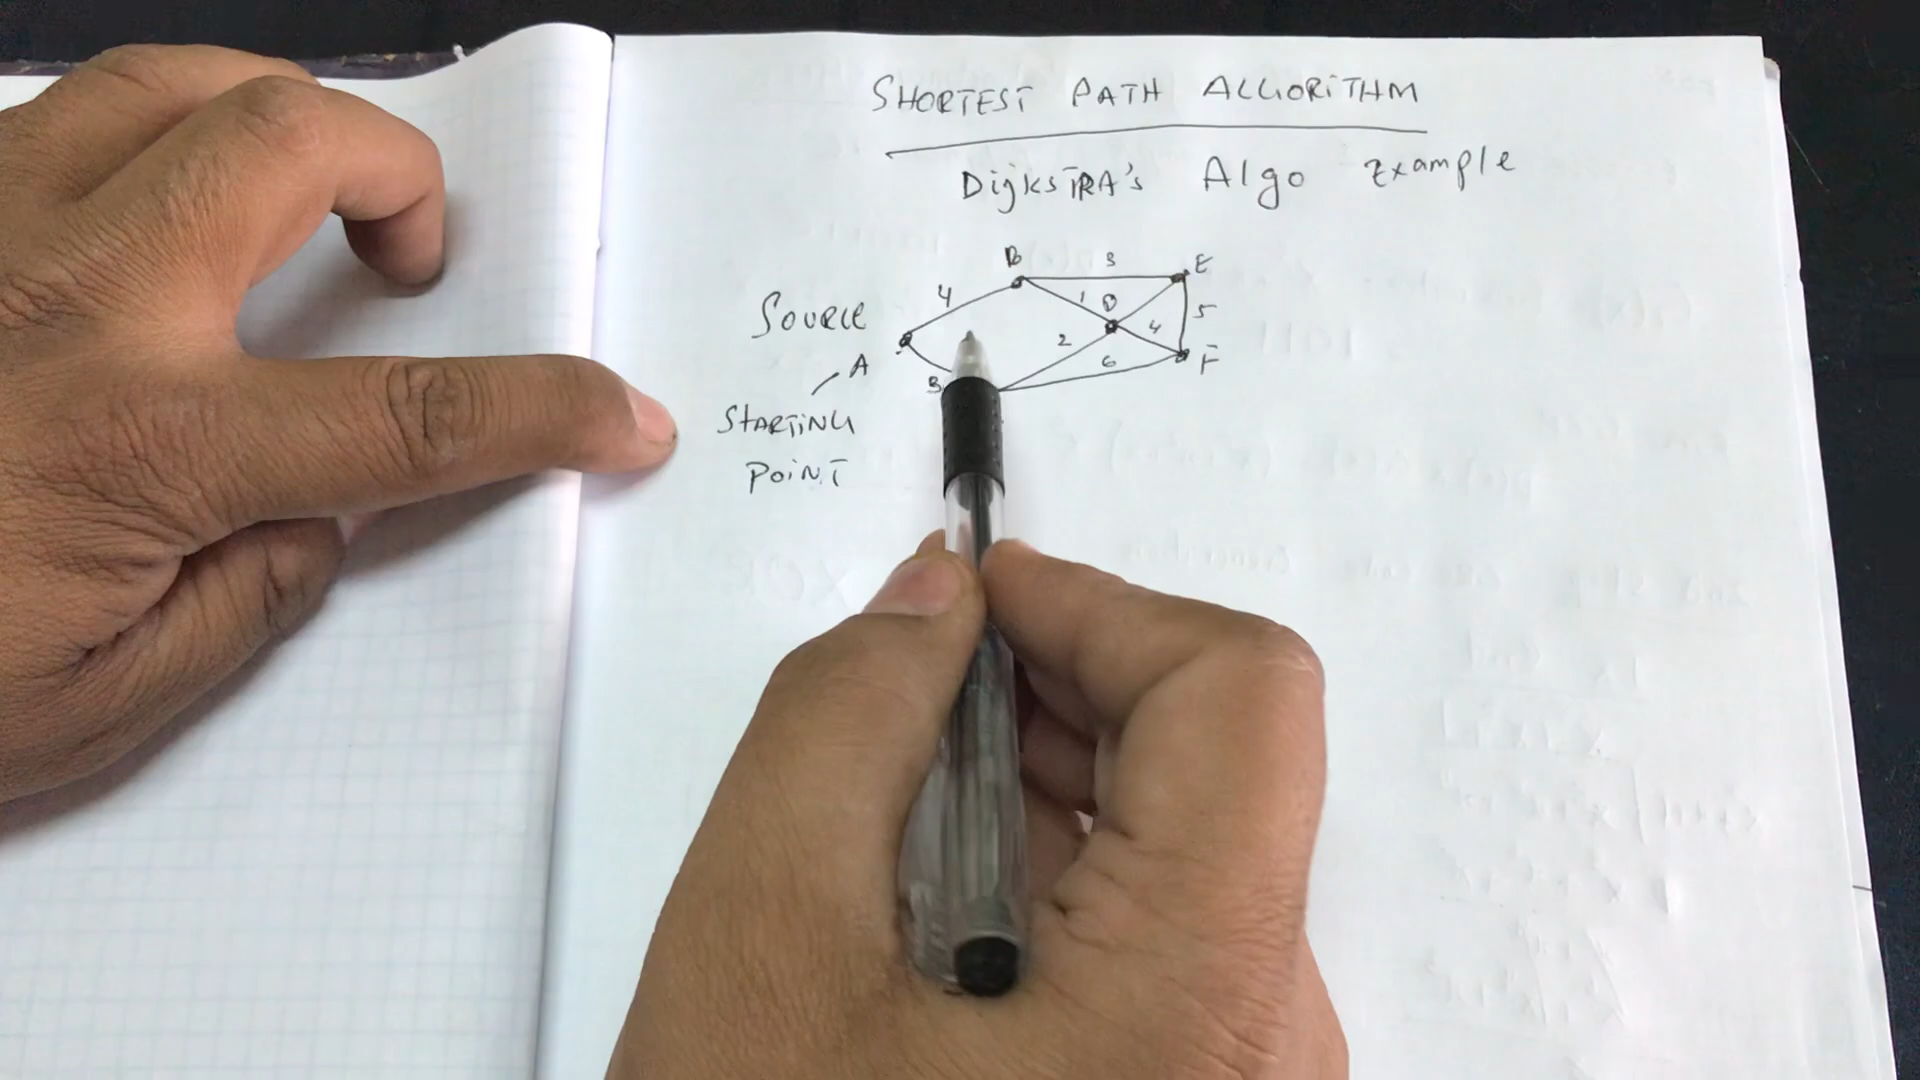 SHORTEST PATH ALGORITHM
DijkSTRA's Algo Example
B 3 E
4 1 D 5
SOURCE
A 2 4
3 6 F
STARTING
POINT